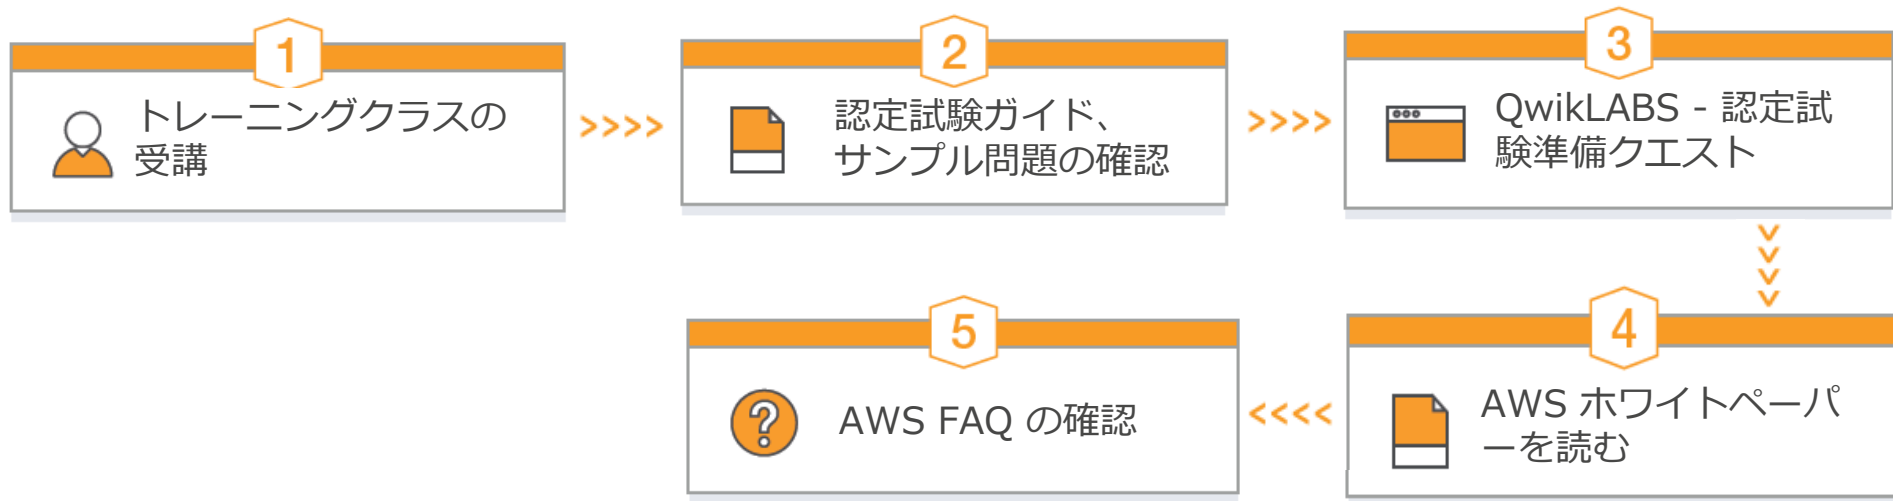 1
トレーニングクラスの
受講
>>>>
2
認定試験ガイド、
サンプル問題の確認
>>>>
3
QwikLABS - 認定試
験準備クエスト
4
AWS ホワイトペーパ
ーを読む
<<<<
5
AWS FAQ の確認